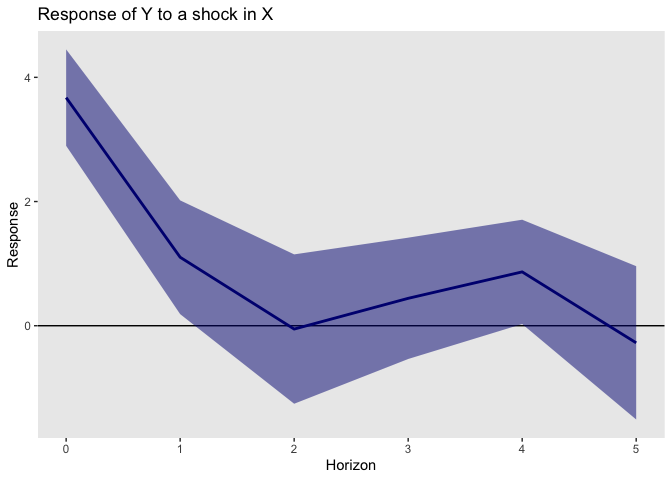 Response of Y to a shock in X
Response
4
2
0
0 1 2 3 4 5
Horizon